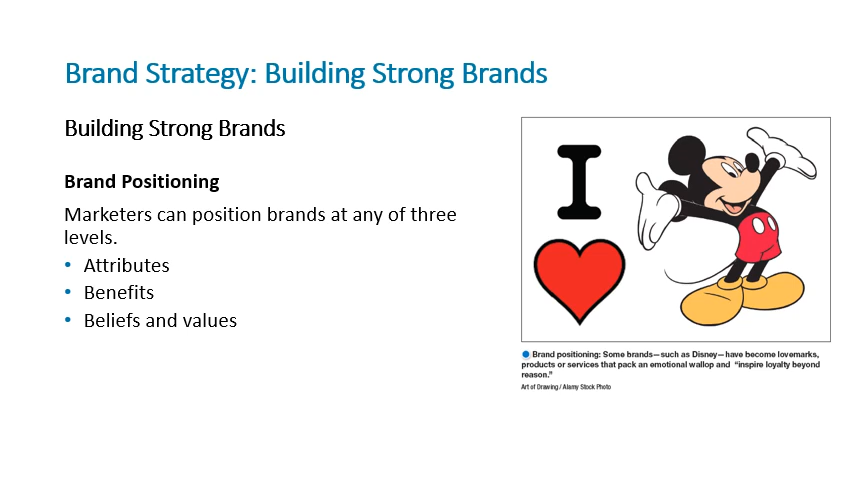 Brand Strategy: Building Strong Brands
Building Strong Brands
Brand Positioning
Marketers can position brands at any of three
levels.
• Attributes
• Benefits
• Beliefs and values
I
Brand positioning: Some brands—such as Disney—have become lovemarks,
products or services that pack an emotional wallop and “inspire loyalty beyond
reason.”
Art of Drawing / Alamy Stock Photo